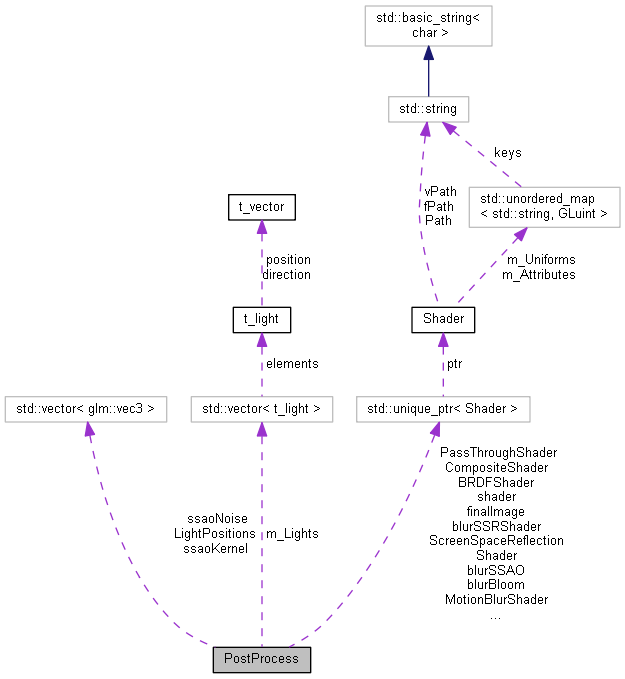 std::basic_string<
char >
std::string
keys
vPath
fPath
Path
std::unordered_map
< std::string, GLuint >
t_vector
position
direction
m_Uniforms
m_Attributes
t_light
Shader
elements
ptr
std::vector< glm::vec3 >
std::vector< t_light >
std::unique_ptr< Shader >
ssaoNoise
LightPositions
ssaoKernel
m_Lights
PassThroughShader
CompositeShader
BRDFShader
shader
finalImage
blurSSRShader
ScreenSpaceReflection
Shader
blurSSAO
blurBloom
MotionBlurShader
...
PostProcess